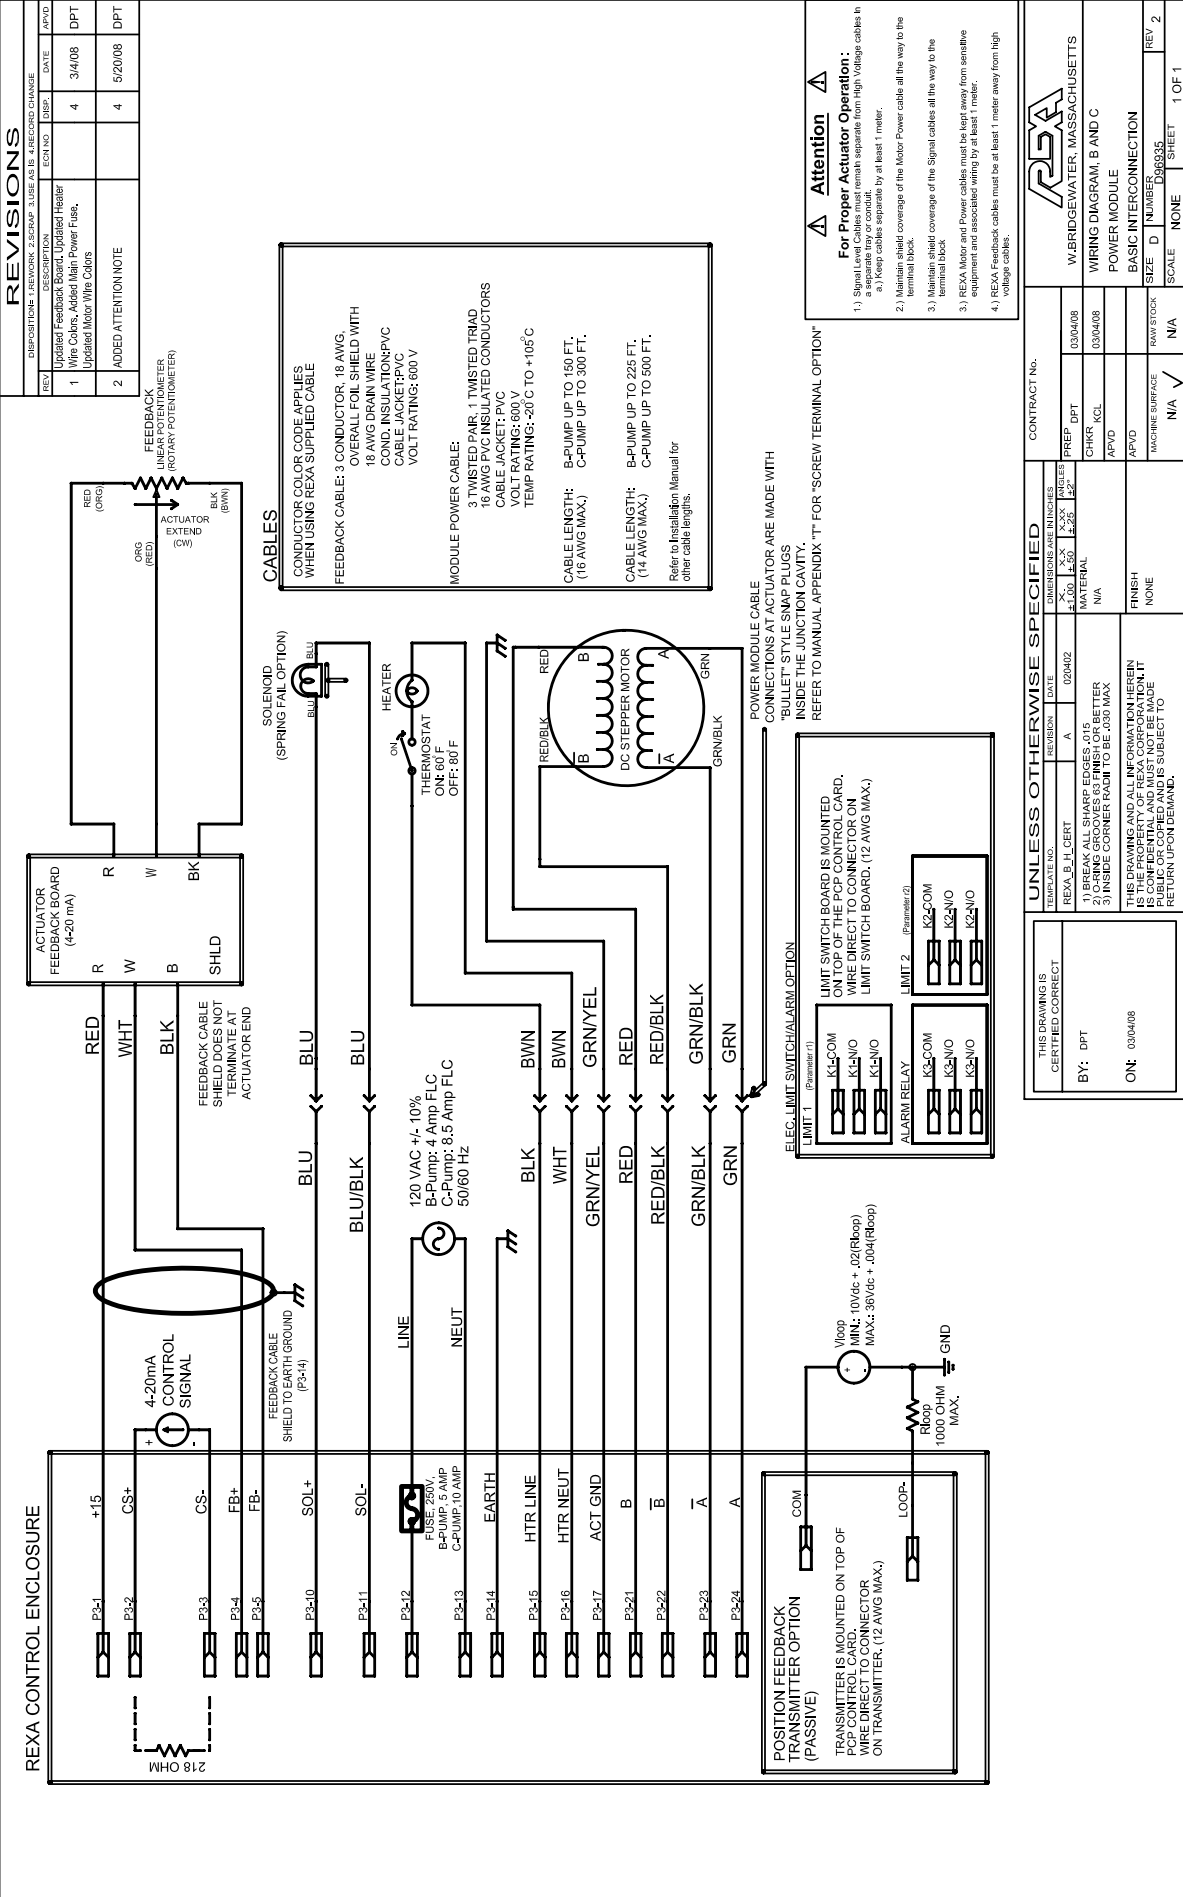 REVISIONS
DISPOSITION= 1.REWORK 2.SCRAP 3.USE AS IS 4.RECORD CHANGE
REV DESCRIPTION ECN NO DISP. DATE APVD
1 Updated Feedback Board. Updated Heater
Wire Colors. Added Main Power Fuse. 4 3/4/08 DPT
Updated Motor Wire Colors
2 ADDED ATTENTION NOTE 4 5/20/08 DPT
REXA CONTROL ENCLOSURE
218 OHM
P3-1 +15
P3-2 CS+
P3-3 CS-
P3-4 FB+
P3-5 FB-
P3-10 SOL+
P3-11 SOL-
P3-12
FUSE, 250V,
B-PUMP, 5 AMP
C-PUMP,10 AMP
P3-13
P3-14 EARTH
P3-15 HTR LINE
P3-16 HTR NEUT
P3-17 ACT GND
P3-21 B
P3-22 B̅
P3-23 A̅
P3-24 A
4-20mA
CONTROL
SIGNAL
+
-
FEEDBACK CABLE
SHIELD TO EARTH GROUND
(P3-14)
RED
WHT
BLK
FEEDBACK CABLE
SHIELD DOES NOT
TERMINATE AT
ACTUATOR END
ACTUATOR
FEEDBACK BOARD
(4-20 mA)
R R
W W
B BK
SHLD
RED
(ORG)
ORG
(RED)
BLK
(BWN)
ACTUATOR
EXTEND
(CW)
FEEDBACK
LINEAR POTENTIOMETER
(ROTARY POTENTIOMETER)
BLU BLU
BLU/BLK BLU
SOLENOID
(SPRING FAIL OPTION)
BLU BLU
LINE
NEUT
120 VAC +/- 10%
B-Pump: 4 Amp FLC
C-Pump: 8.5 Amp FLC
50/60 Hz
HEATER
ON
THERMOSTAT
ON: 60°F
OFF: 80°F
BLK BWN
WHT BWN
GRN/YEL GRN/YEL
RED RED
RED/BLK RED/BLK
GRN/BLK GRN/BLK
GRN GRN
RED/BLK RED
B̅ B
DC STEPPER MOTOR
A̅ A
GRN/BLK GRN
POWER MODULE CABLE
CONNECTIONS AT ACTUATOR ARE MADE WITH
"BULLET" STYLE SNAP PLUGS
INSIDE THE JUNCTION CAVITY.
REFER TO MANUAL APPENDIX "T" FOR "SCREW TERMINAL OPTION"
CABLES
CONDUCTOR COLOR CODE APPLIES
WHEN USING REXA SUPPLIED CABLE
FEEDBACK CABLE: 3 CONDUCTOR, 18 AWG,
OVERALL FOIL SHIELD WITH
18 AWG DRAIN WIRE
COND. INSULATION:PVC
CABLE JACKET:PVC
VOLT RATING: 600 V
MODULE POWER CABLE:
3 TWISTED PAIR, 1 TWISTED TRIAD
16 AWG PVC INSULATED CONDUCTORS
CABLE JACKET: PVC
VOLT RATING: 600 V
TEMP RATING: -20°C TO +105°C
CABLE LENGTH: B-PUMP UP TO 150 FT.
(16 AWG MAX.) C-PUMP UP TO 300 FT.
CABLE LENGTH: B-PUMP UP TO 225 FT.
(14 AWG MAX.) C-PUMP UP TO 500 FT.
Refer to Installation Manual for
other cable lengths.
POSITION FEEDBACK
TRANSMITTER OPTION
(PASSIVE)
TRANSMITTER IS MOUNTED ON TOP OF
PCP CONTROL CARD.
WIRE DIRECT TO CONNECTOR
ON TRANSMITTER. (12 AWG MAX.)
COM
LOOP-
Vloop
MIN.: 10Vdc + .02(Rloop)
MAX.: 36Vdc + .004(Rloop)
+
-
Rloop
1000 OHM
MAX.
GND
ELEC. LIMIT SWITCH/ALARM OPTION
LIMIT 1 (Parameter r1)
K1-COM
K1-N/O
K1-N/O
LIMIT SWITCH BOARD IS MOUNTED
ON TOP OF THE PCP CONTROL CARD.
WIRE DIRECT TO CONNECTOR ON
LIMIT SWITCH BOARD. (12 AWG MAX.)
ALARM RELAY
K3-COM
K3-N/O
K3-N/O
LIMIT 2 (Parameter r2)
K2-COM
K2-N/O
K2-N/O
Attention
For Proper Actuator Operation:
1.) Signal Level Cables must remain separate from High Voltage cables in
a separate tray or conduit.
a.) Keep cables separate by at least 1 meter.
2.) Maintain shield coverage of the Motor Power cable all the way to the
terminal block.
3.) Maintain shield coverage of the Signal cables all the way to the
terminal block
3.) REXA Motor and Power cables must be kept away from sensitive
equipment and associated wiring by at least 1 meter.
4.) REXA Feedback cables must be at least 1 meter away from high
voltage cables.
THIS DRAWING IS
CERTFIED CORRECT
BY: DPT
ON: 03/04/08
UNLESS OTHERWISE SPECIFIED
TEMPLATE NO. REVISION DATE
REXA_B_H_CERT A 020402
DIMENSIONS ARE IN INCHES
X. X.X X.XX ANGLES
±1.00 ±.50 ±.25 ±2°
1) BREAK ALL SHARP EDGES .015
2) O-RING GROOVES 63 FINISH OR BETTER
3) INSIDE CORNER RADII TO BE .030 MAX
MATERIAL
N/A
THIS DRAWING AND ALL INFORMATION HEREIN
IS THE PROPERTY OF REXA CORPORATION. IT
IS CONFIDENTIAL AND MUST NOT BE MADE
PUBLIC OR COPIED AND IS SUBJECT TO
RETURN UPON DEMAND.
FINISH
NONE
CONTRACT No.
PREP DPT 03/04/08
CHKR KCL 03/04/08
APVD
APVD
MACHINE SURFACE
N/A
RAW STOCK
N/A
REXA
W.BRIDGEWATER, MASSACHUSETTS
WIRING DIAGRAM, B AND C
POWER MODULE
BASIC INTERCONNECTION
SIZE D NUMBER D96935 REV 2
SCALE NONE SHEET 1 OF 1